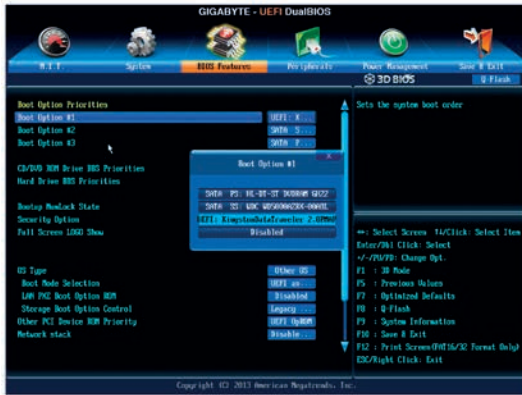 GIGABYTE - UEFI DualBIOS
M.I.T.
System
BIOS Features
Peripherals
Power Management
Save & Exit
3D BIOS
Q-Flash
Boot Option Priorities
Boot Option #1
UEFI: K...
Boot Option #2
SATA S...
Boot Option #3
SATA P...
CD/DVD ROM Drive BBS Priorities
Hard Drive BBS Priorities
Bootup NumLock State
Security Option
Full Screen LOGO Show
OS Type
Other OS
Boot Mode Selection
UEFI an...
LAN PXE Boot Option ROM
Disabled
Storage Boot Option Control
Legacy ...
Other PCI Device ROM Priority
UEFI OpROM
Network stack
Disable...
Boot Option #1
SATA PS: HL-DT-ST DVDRAM GH22
SATA SS: WDC
UEFI: KingstonDataTraveler 2.0PMAP
Disabled
Sets the system boot order
↔: Select Screen ↑↓/Click: Select Item
Enter/Dbl Click: Select
+/-/PU/PD: Change Opt.
F1 : 3D Mode
F5 : Previous Values
F7 : Optimized Defaults
F8 : Q-Flash
F9 : System Information
F10 : Save & Exit
F12 : Print Screen(FAT16/32 Format Only)
ESC/Right Click: Exit
Copyright (C) 2013 American Megatrends, Inc.